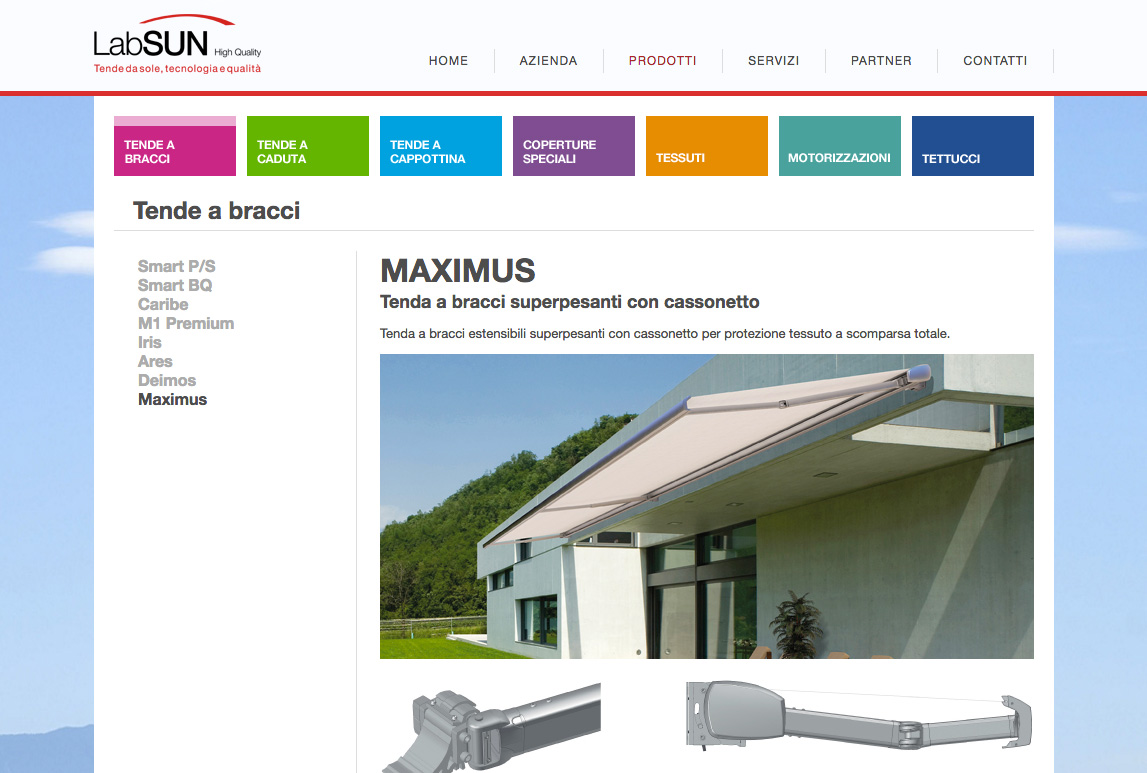 LabSUN High Quality
Tende da sole, tecnologia e qualità
HOME
AZIENDA
PRODOTTI
SERVIZI
PARTNER
CONTATTI
TENDE A
BRACCI
TENDE A
CADUTA
TENDE A
CAPPOTTINA
COPERTURE
SPECIALI
TESSUTI
MOTORIZZAZIONI
TETTUCCI
Tende a bracci
Smart P/S
Smart BQ
Caribe
M1 Premium
Iris
Ares
Deimos
Maximus
MAXIMUS
Tenda a bracci superpesanti con cassonetto
Tenda a bracci estensibili superpesanti con cassonetto per protezione tessuto a scomparsa totale.